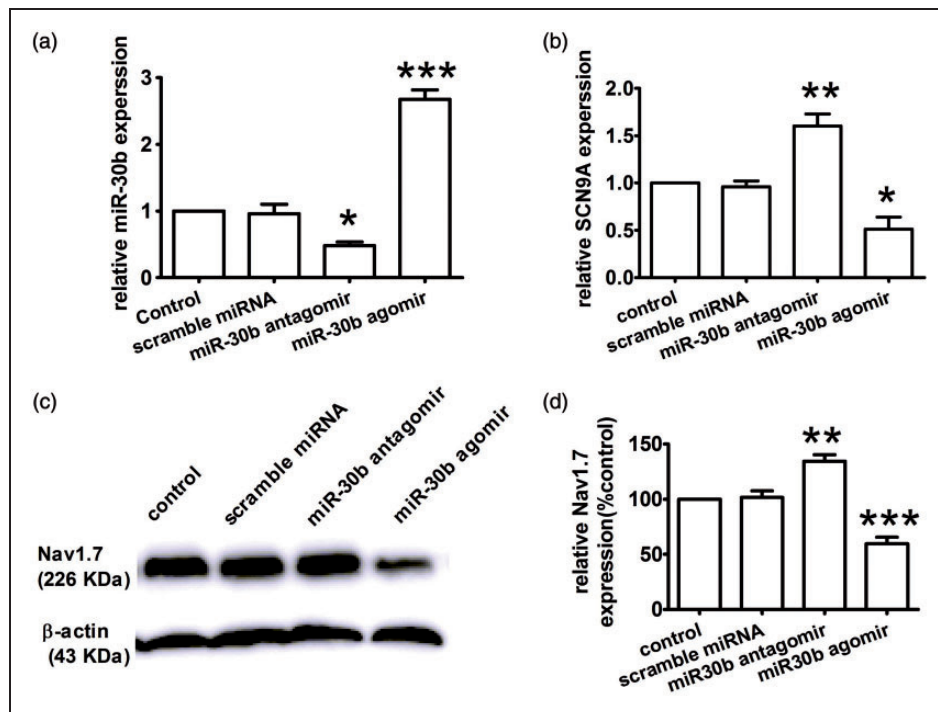 (a)
relative miR-30b experssion
3
2
1
0
***
*
Control
scramble miRNA
miR-30b antagomir
miR-30b agomir
(b)
relative SCN9A experssion
2.0
1.5
1.0
0.5
0.0
**
*
control
scramble miRNA
miR-30b antagomir
miR-30b agomir
(c)
control
scramble miRNA
miR-30b antagomir
miR-30b agomir
Nav1.7
(226 KDa)
β-actin
(43 KDa)
(d)
relative Nav1.7
expression(%control)
150
100
50
0
**
***
control
scramble miRNA
miR30b antagomir
miR30b agomir